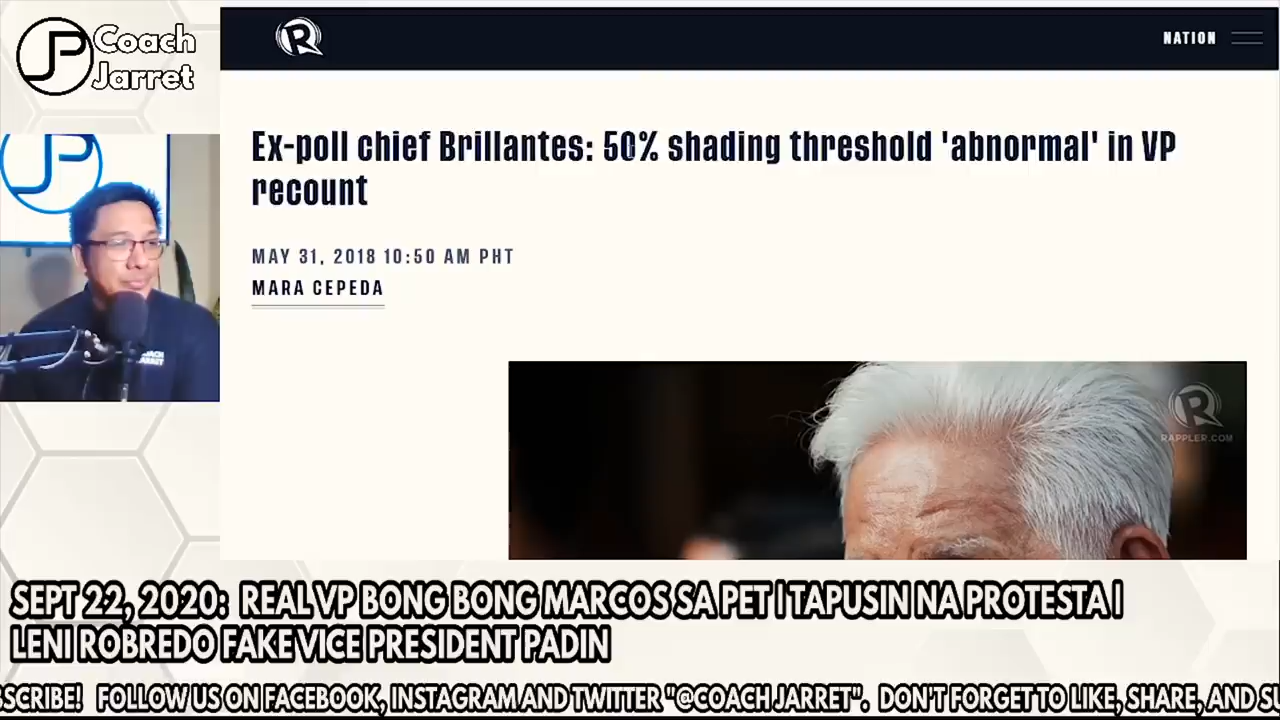 Coach
Jarret
NATION
Ex-poll chief Brillantes: 50% shading threshold 'abnormal' in VP
recount
MAY 31, 2018 10:50 AM PHT
MARA CEPEDA
RAPPLER.COM
SEPT 22, 2020: REAL VP BONG BONG MARCOS SA PET | TAPUSIN NA PROTESTA |
LENI ROBREDO FAKE VICE PRESIDENT PADIN
FOLLOW US ON FACEBOOK, INSTAGRAM AND TWITTER "@COACH JARRET". DON'T FORGET TO LIKE, SHARE, AND